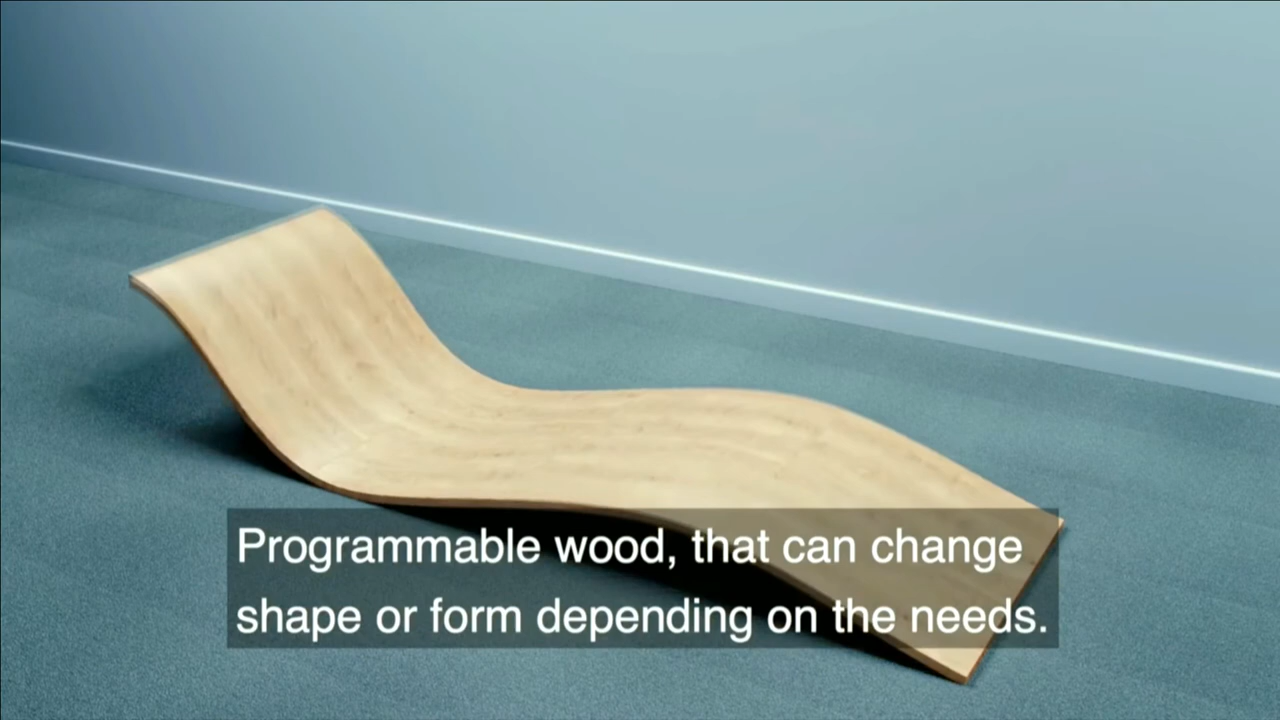 Programmable wood, that can change
shape or form depending on the needs.